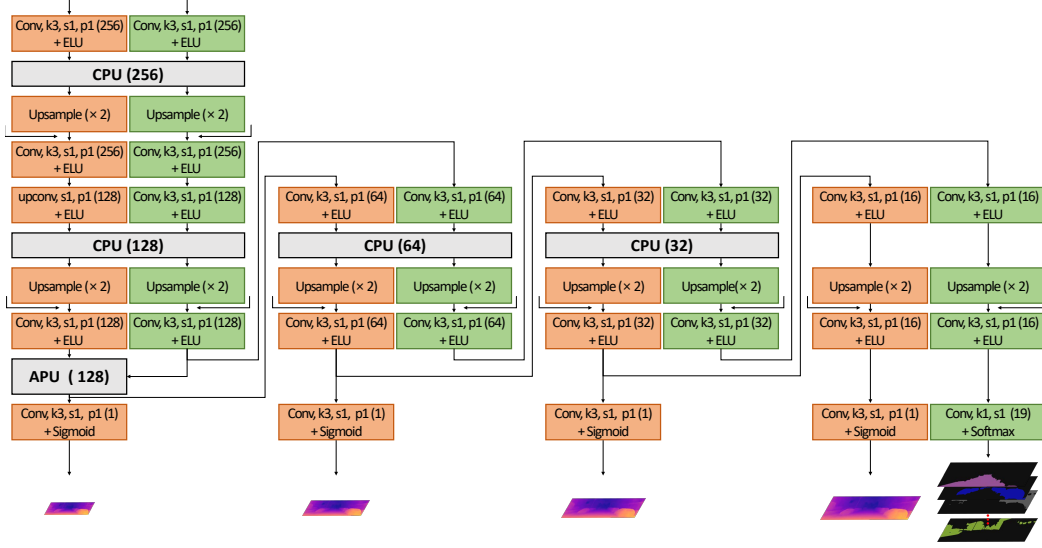 Conv, k3, s1, p1 (256)
+ ELU
Conv, k3, s1, p1 (256)
+ ELU
CPU (256)
Upsample (× 2)
Upsample (× 2)
Conv, k3, s1, p1 (256)
+ ELU
Conv, k3, s1, p1 (256)
+ ELU
upconv, s1, p1 (128)
+ ELU
Conv, k3, s1, p1 (128)
+ ELU
CPU (128)
Upsample (× 2)
Upsample (× 2)
Conv, k3, s1, p1 (128)
+ ELU
Conv, k3, s1, p1 (128)
+ ELU
APU ( 128)
Conv, k3, s1, p1 (1)
+ Sigmoid
Conv, k3, s1, p1 (64)
+ ELU
Conv, k3, s1, p1 (64)
+ ELU
CPU (64)
Upsample (× 2)
Upsample (× 2)
Conv, k3, s1, p1 (64)
+ ELU
Conv, k3, s1, p1 (64)
+ ELU
Conv, k3, s1, p1 (1)
+ Sigmoid
Conv, k3, s1, p1 (32)
+ ELU
Conv, k3, s1, p1 (32)
+ ELU
CPU (32)
Upsample (× 2)
Upsample(× 2)
Conv, k3, s1, p1 (32)
+ ELU
Conv, k3, s1, p1 (32)
+ ELU
Conv, k3, s1, p1 (1)
+ Sigmoid
Conv, k3, s1, p1 (16)
+ ELU
Conv, k3, s1, p1 (16)
+ ELU
Upsample (× 2)
Upsample (× 2)
Conv, k3, s1, p1 (16)
+ ELU
Conv, k3, s1, p1 (16)
+ ELU
Conv, k3, s1, p1 (1)
+ Sigmoid
Conv, k1, s1 (19)
+ Softmax